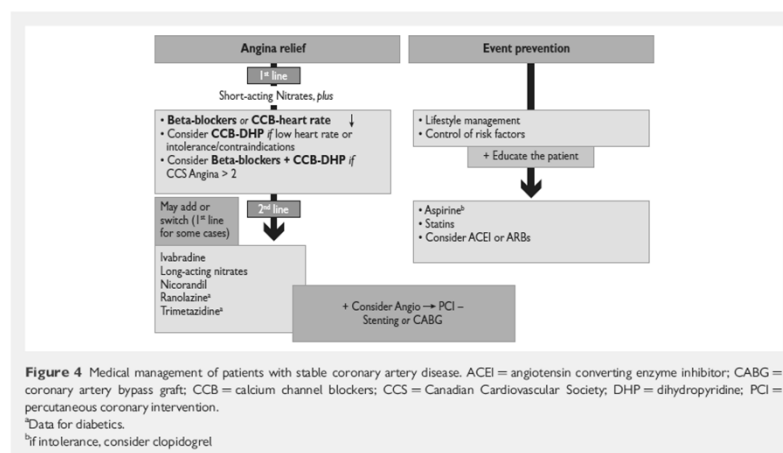 Angina relief
1st line
Short-acting Nitrates, plus
• Beta-blockers or CCB-heart rate ↓
• Consider CCB-DHP if low heart rate or
intolerance/contraindications
• Consider Beta-blockers + CCB-DHP if
CCS Angina > 2
May add or
switch (1st line
for some cases)
2nd line
Ivabradine
Long-acting nitrates
Nicorandil
Ranolazineª
Trimetazidineª
+ Consider Angio → PCI –
Stenting or CABG
Event prevention
• Lifestyle management
• Control of risk factors
+ Educate the patient
• Aspirineᵇ
• Statins
• Consider ACEI or ARBs
Figure 4 Medical management of patients with stable coronary artery disease. ACEI = angiotensin converting enzyme inhibitor; CABG =
coronary artery bypass graft; CCB = calcium channel blockers; CCS = Canadian Cardiovascular Society; DHP = dihydropyridine; PCI =
percutaneous coronary intervention.
ªData for diabetics.
ᵇif intolerance, consider clopidogrel